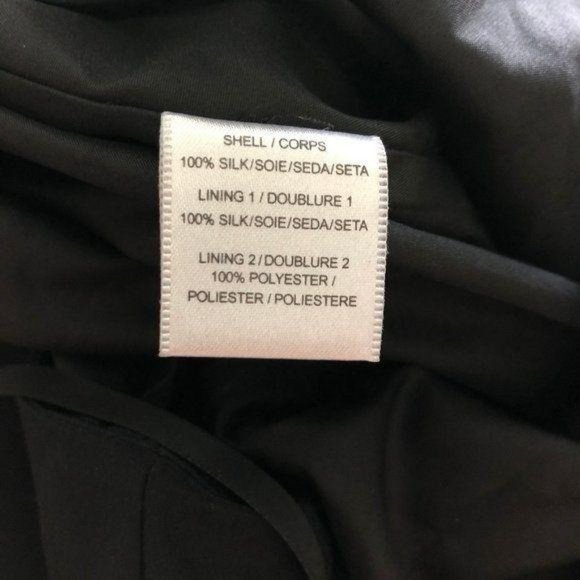 SHELL / CORPS
100% SILK/SOIE/SEDA/SETA
LINING 1 / DOUBLURE 1
100% SILK/SOIE/SEDA/SETA
LINING 2 / DOUBLURE 2
100% POLYESTER /
POLIESTER / POLIESTERE